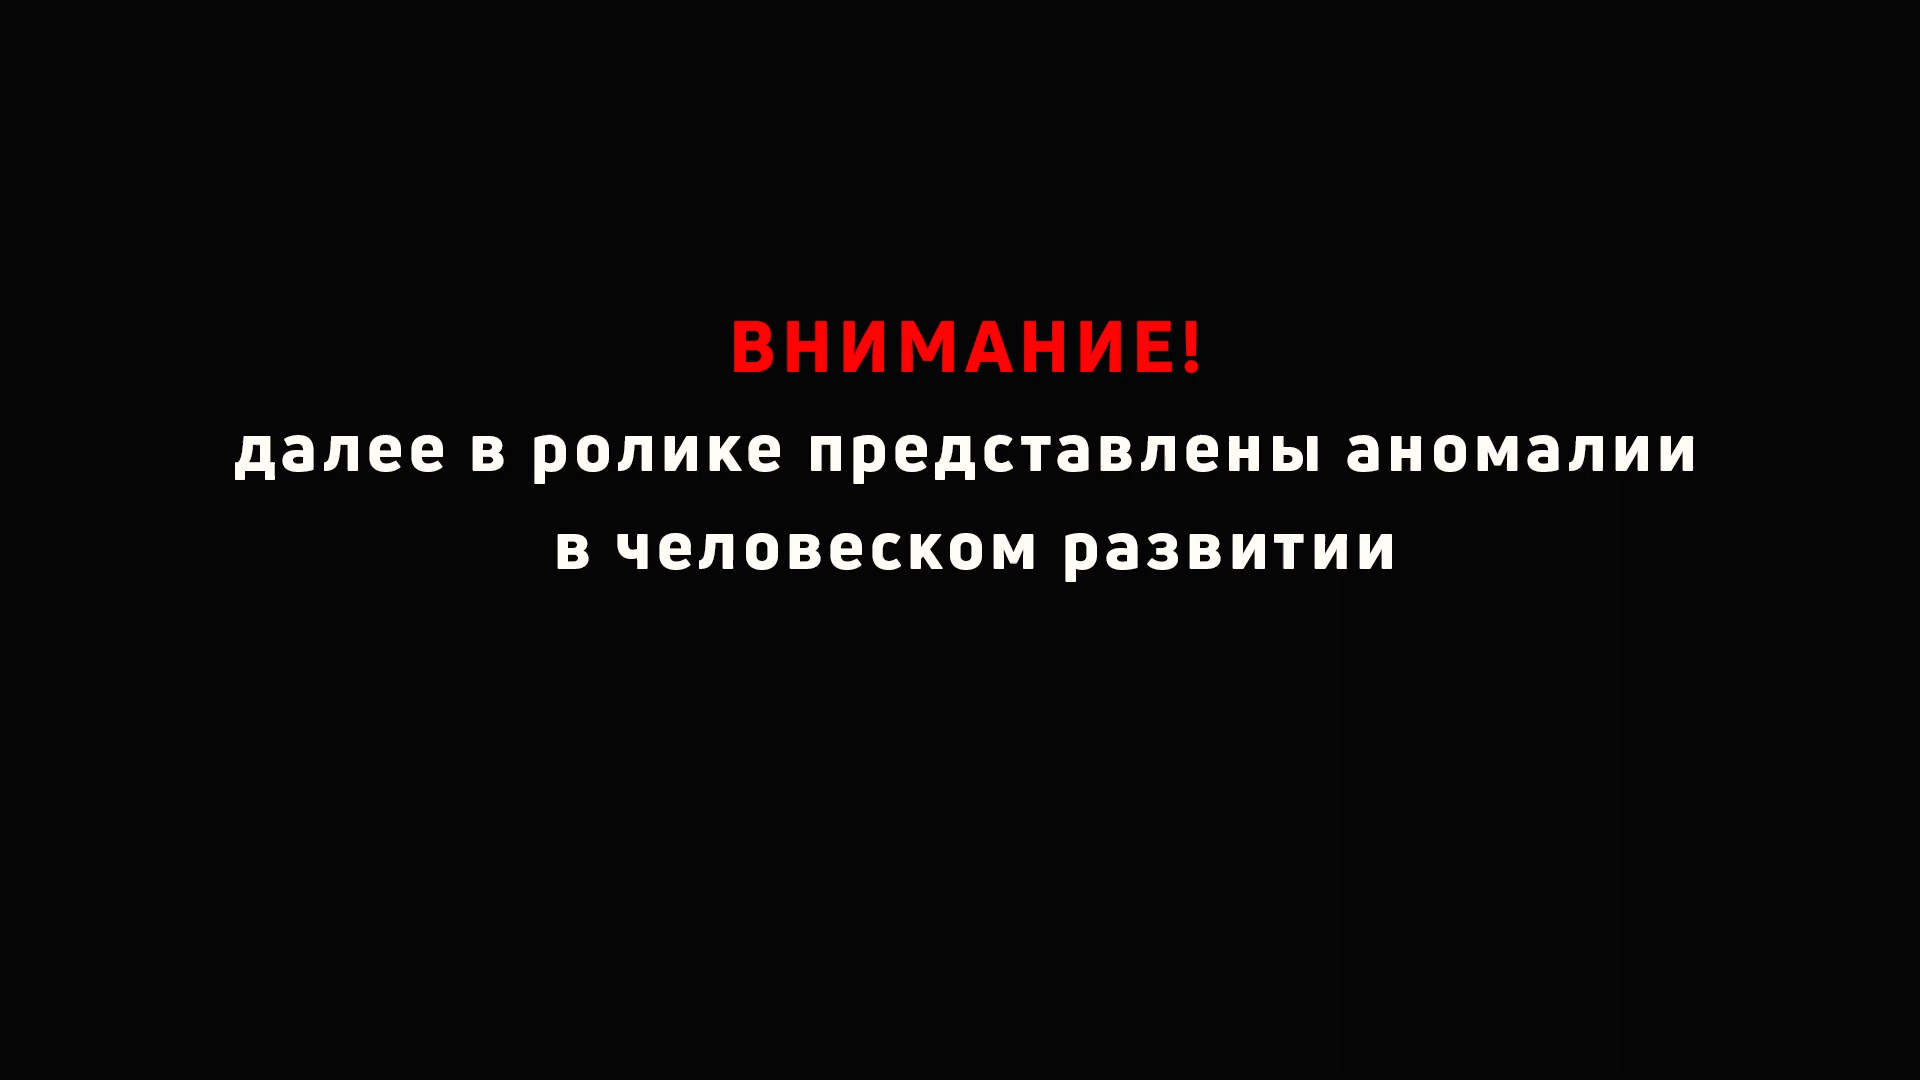 ВНИМАНИЕ!
далее в ролике представлены аномалии
в человеском развитии